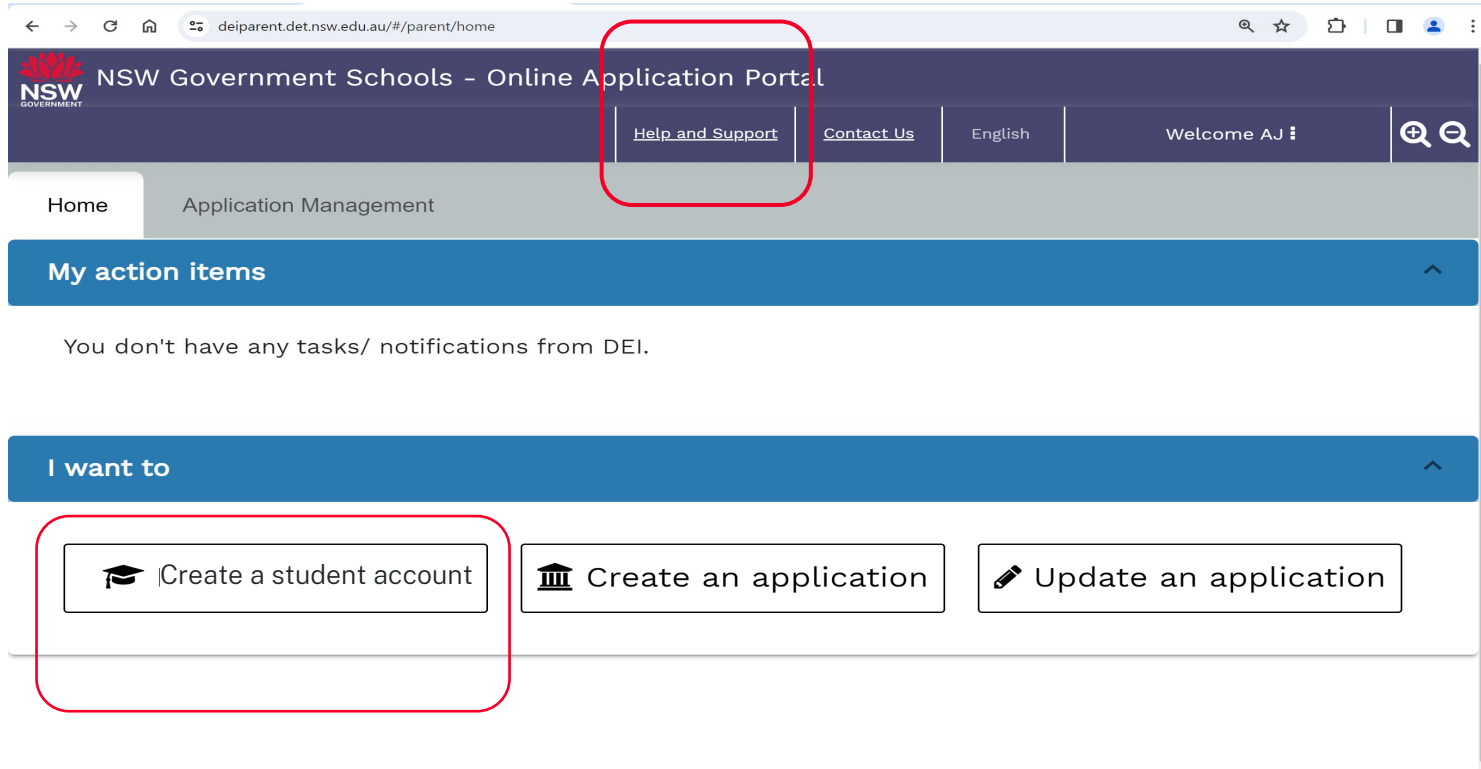 deiparent.det.nsw.edu.au/#/parent/home
NSW GOVERNMENT
NSW Government Schools - Online Application Portal
Help and Support
Contact Us
English
Welcome AJ
Home
Application Management
My action items
You don't have any tasks/ notifications from DEI.
I want to
Create a student account
Create an application
Update an application